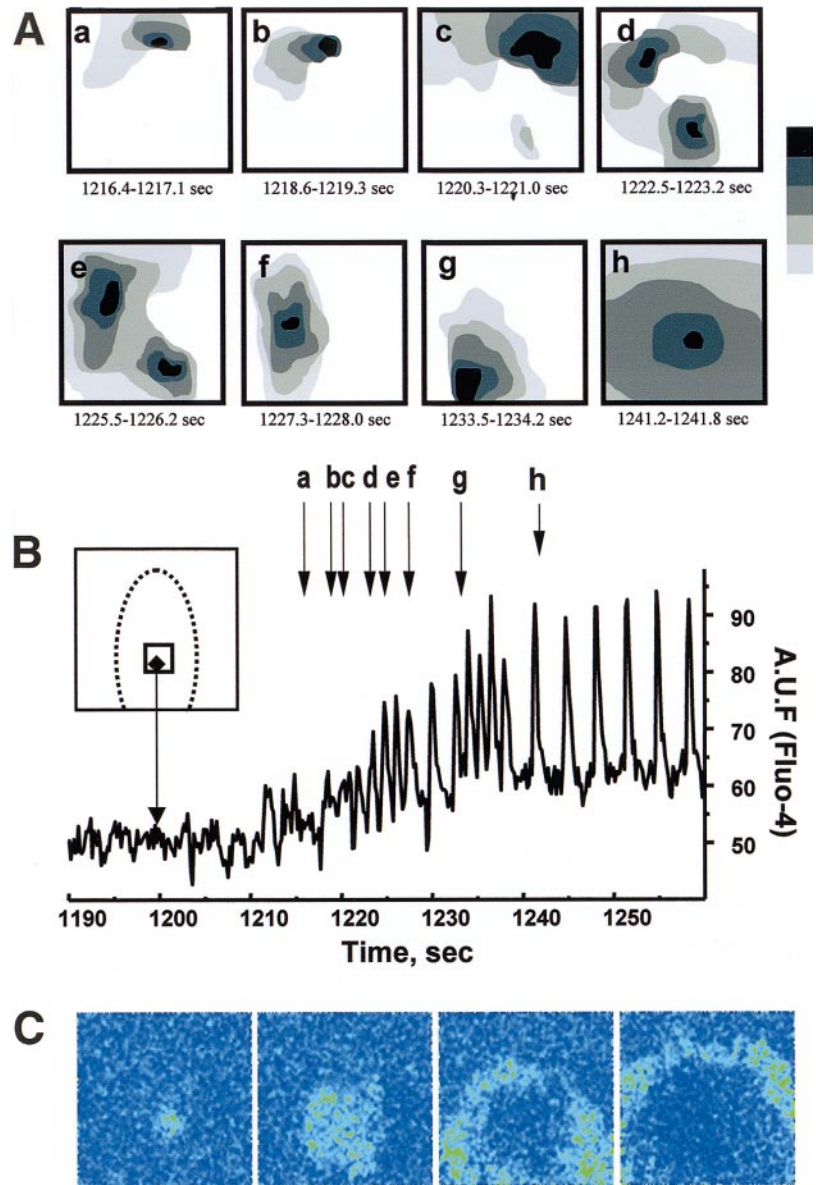 A
a
b
c
d
1216.4-1217.1 sec
1218.6-1219.3 sec
1220.3-1221.0 sec
1222.5-1223.2 sec
e
f
g
h
1225.5-1226.2 sec
1227.3-1228.0 sec
1233.5-1234.2 sec
1241.2-1241.8 sec
a b c d e f g h
B
90
80
70
60
50
A.U.F (Fluo-4)
1190 1200 1210 1220 1230 1240 1250
Time, sec
C